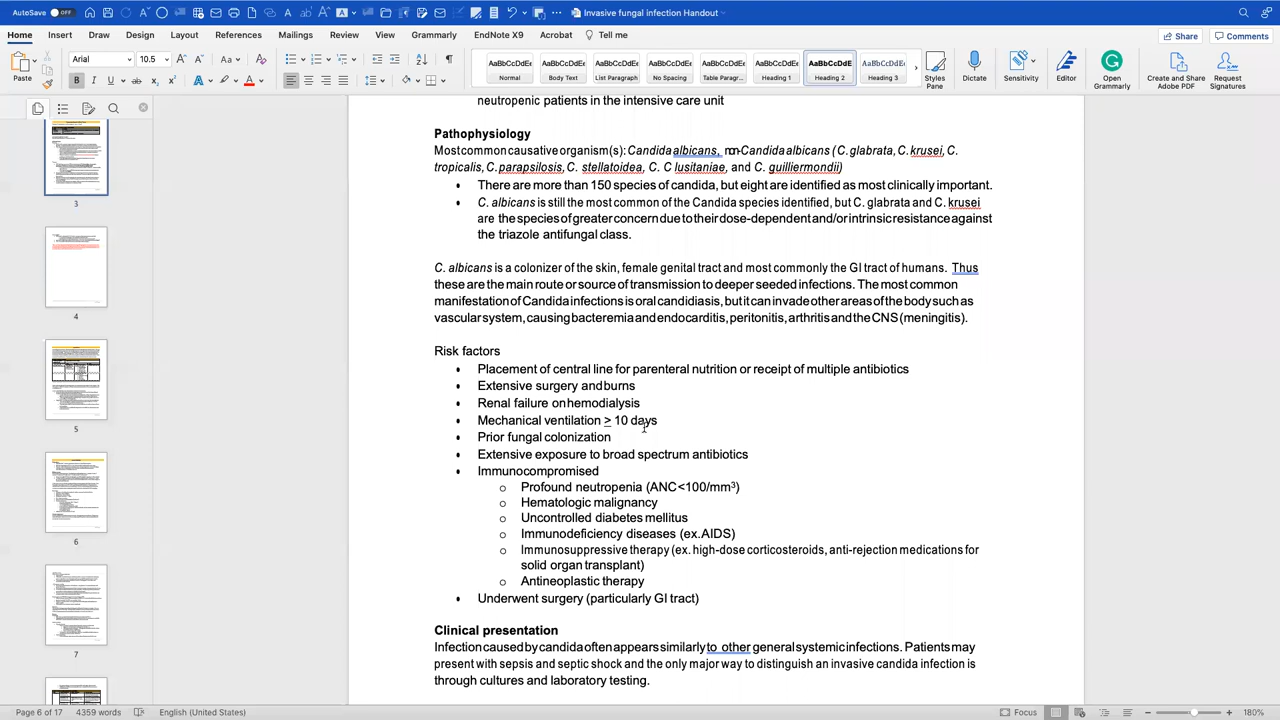 AutoSave OFF Invasive fungal infection Handout
Home Insert Draw Design Layout References Mailings Review View Grammarly EndNote X9 Acrobat Tell me Share Comments
Paste Arial 10.5 Normal Body Text List Paragraph No Spacing Table Paragr... Heading 1 Heading 2 Heading 3 Styles Pane Dictate Sensitivity Editor Open Grammarly Create and Share Adobe PDF Request Signatures
neutropenic patients in the intensive care unit
Pathophysiology
Most common causative organism(s): Candida albicans, non-Candida albicans (C. glabrata, C. krusei, C.
tropicalis, C. parapsilosis, C. stellatoidea, C. C lusitaniae, and C. guilliermondii)
• There are more than 150 species of candida, but eight are identified as most clinically important.
• C. albicans is still the most common of the Candida species identified, but C. glabrata and C. krusei
are the species of greater concern due to their dose-dependent and/or intrinsic resistance against
the triazole antifungal class.
C. albicans is a colonizer of the skin, female genital tract and most commonly the GI tract of humans. Thus
these are the main route or source of transmission to deeper seeded infections. The most common
manifestation of Candida infections is oral candidiasis, but it can invade other areas of the body such as
vascular system, causing bacteremia and endocarditis, peritonitis, arthritis and the CNS (meningitis).
Risk factors
• Placement of central line for parenteral nutrition or receipt of multiple antibiotics
• Extensive surgery and burns
• Renal failure on hemodialysis
• Mechanical ventilation > 10 days
• Prior fungal colonization
• Extensive exposure to broad spectrum antibiotics
• Immunocompromised
o Profound neutropenia (ANC<100/mm³)
o Hematologic malignancy
o Uncontrolled diabetes mellitus
o Immunodeficiency diseases (ex. AIDS)
o Immunosuppressive therapy (ex. high-dose corticosteroids, anti-rejection medications for
solid organ transplant)
o Antineoplastic therapy
• surgery (particularly GI tract)
Clinical presentation
Infection caused by candida often appears similarly to other general systemic infections. Patients may
present with sepsis and septic shock and the only major way to distinguish an invasive candida infection is
through cultures and laboratory testing.
3
4
5
6
7
Page 6 of 17 4359 words English (United States) Focus 180%